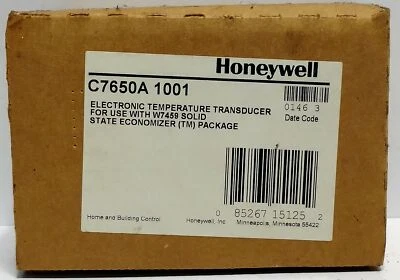 Honeywell
C7650A 1001
ELECTRONIC TEMPERATURE TRANSDUCER
FOR USE WITH W7459 SOLID
STATE ECONOMIZER (TM) PACKAGE
0146 3
Date Code
0 85267 15125 2
Home and Building Control
Honeywell, Inc. Minneapolis, Minnesota 55422